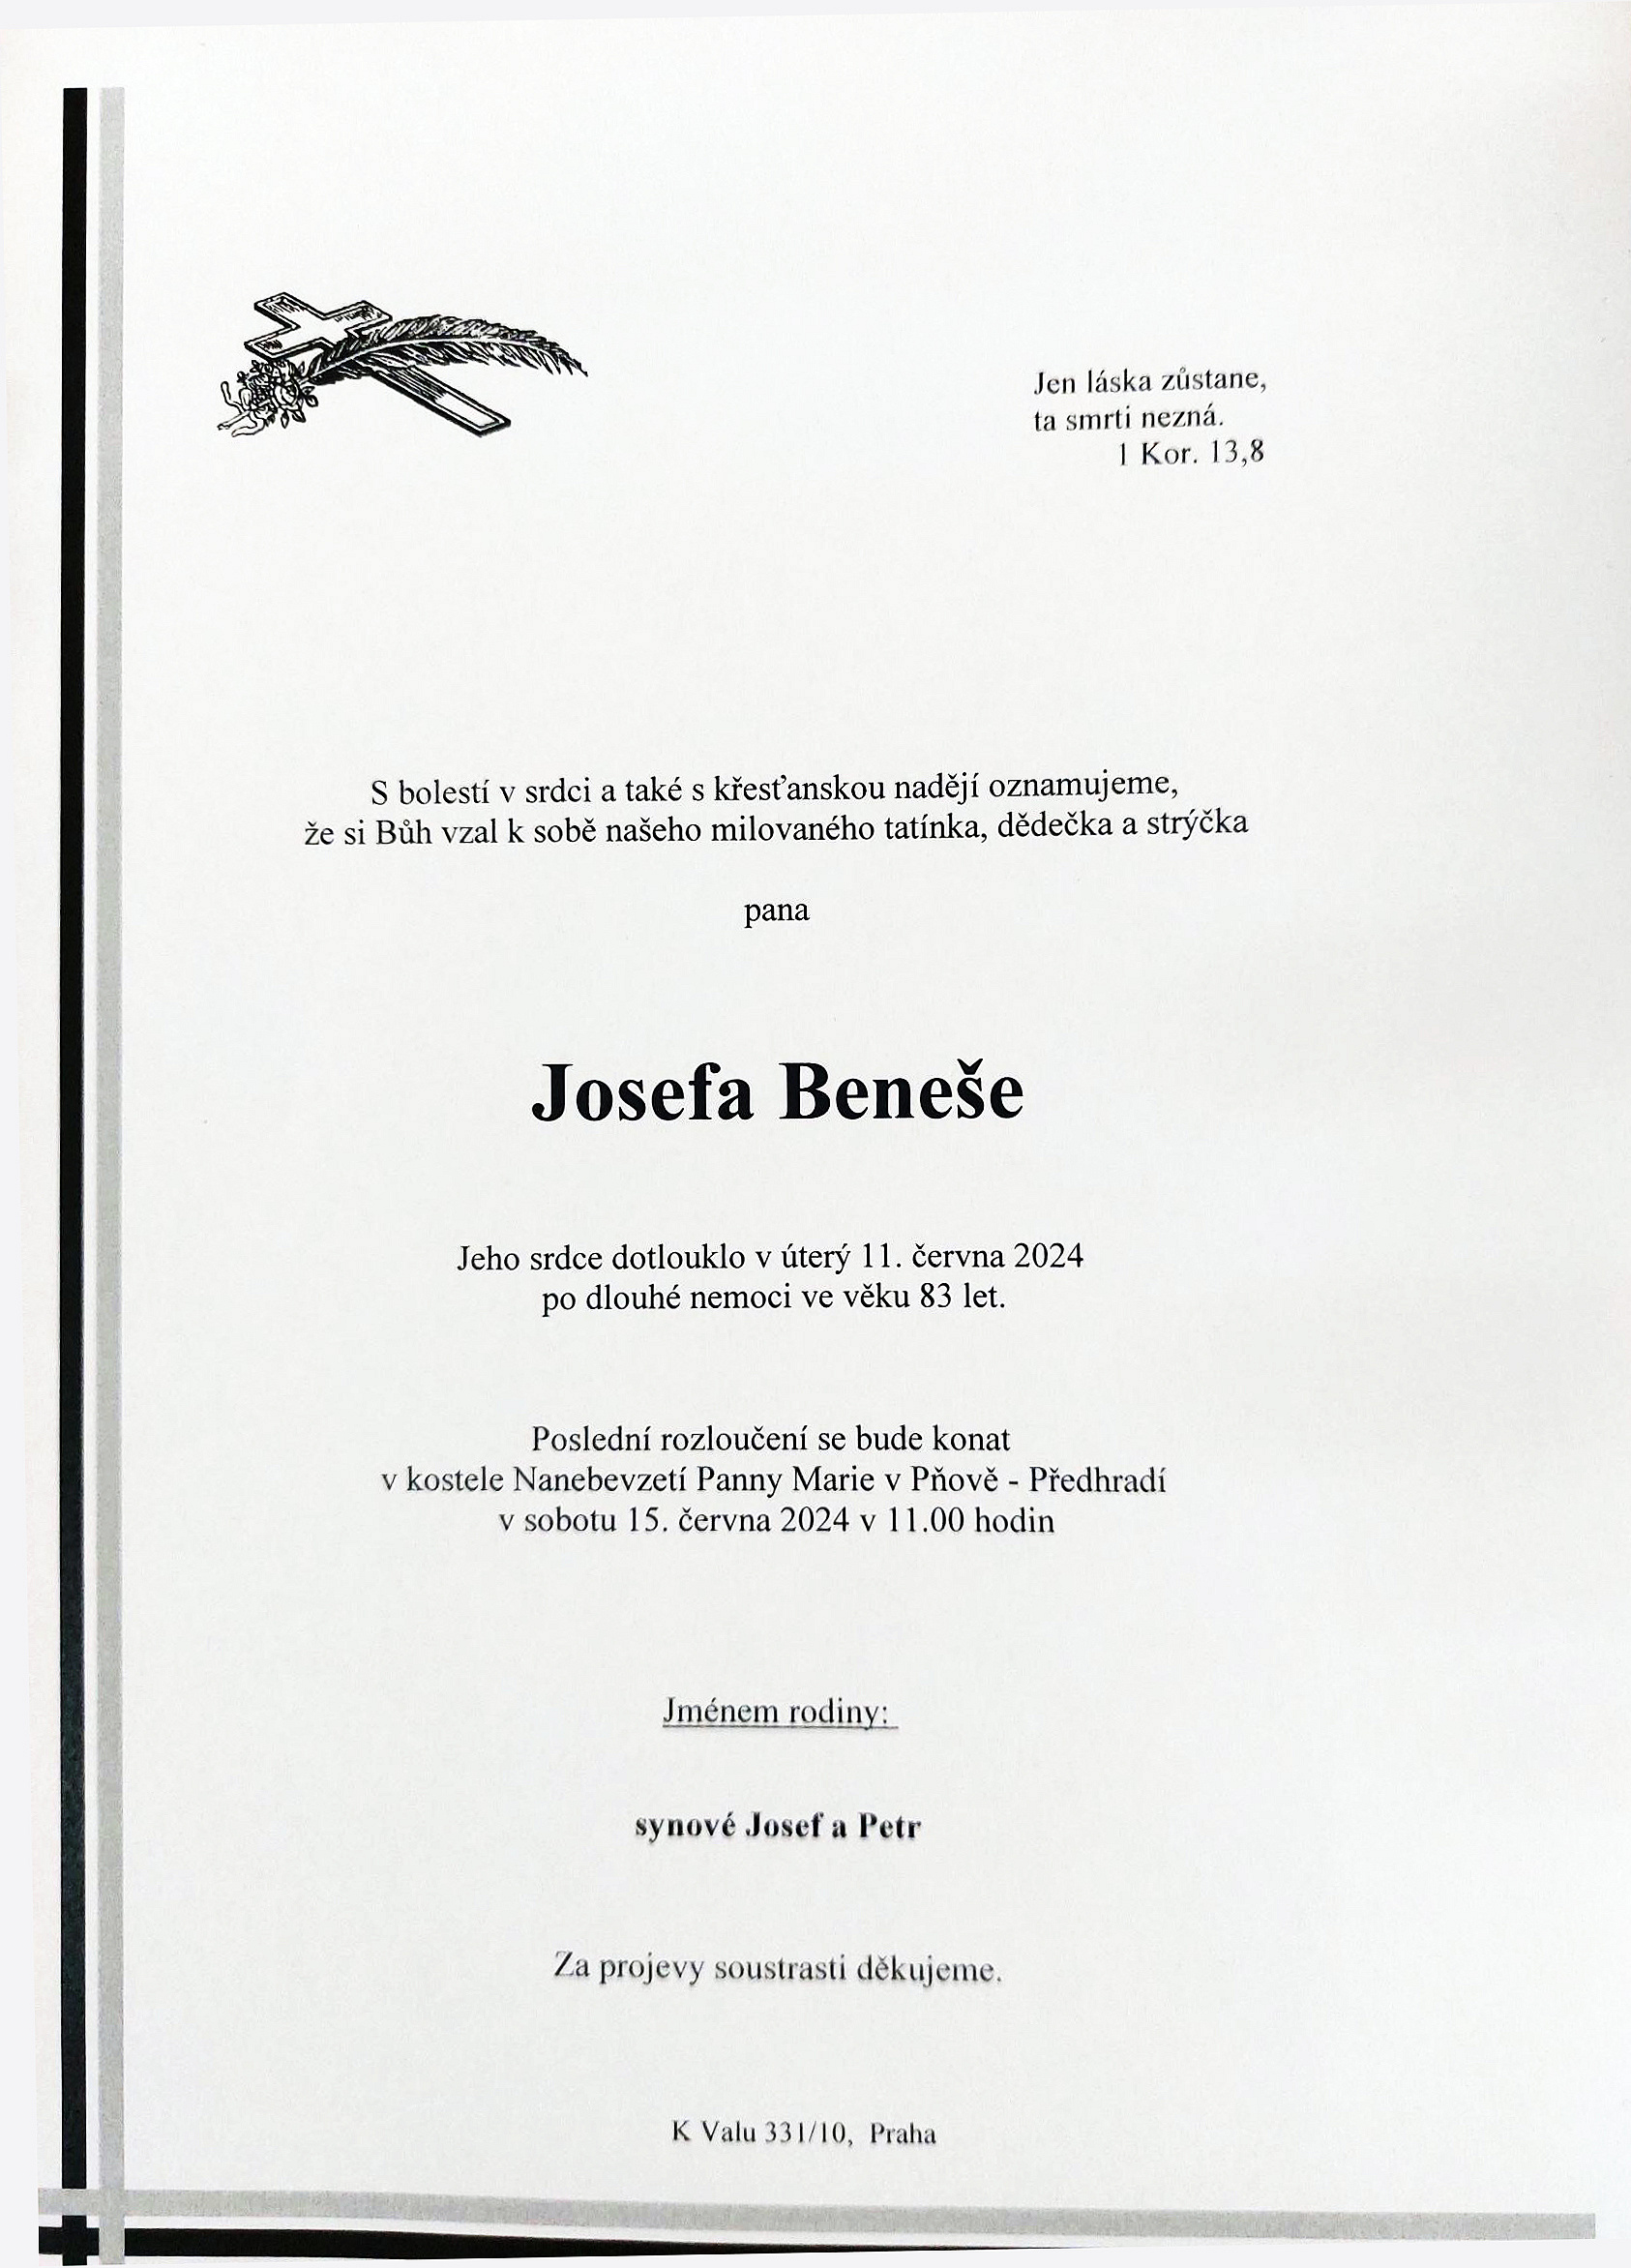 Jen láska zůstane,
ta smrti nezná.
1 Kor. 13,8
S bolestí v srdci a také s křesťanskou nadějí oznamujeme,
že si Bůh vzal k sobě našeho milovaného tatínka, dědečka a strýčka
pana
Josefa Beneše
Jeho srdce dotlouklo v úterý 11. června 2024
po dlouhé nemoci ve věku 83 let.
Poslední rozloučení se bude konat
v kostele Nanebevzetí Panny Marie v Pňově - Předhradí
v sobotu 15. června 2024 v 11.00 hodin
Jménem rodiny:
synové Josef a Petr
Za projevy soustrasti děkujeme.
K Valu 331/10, Praha